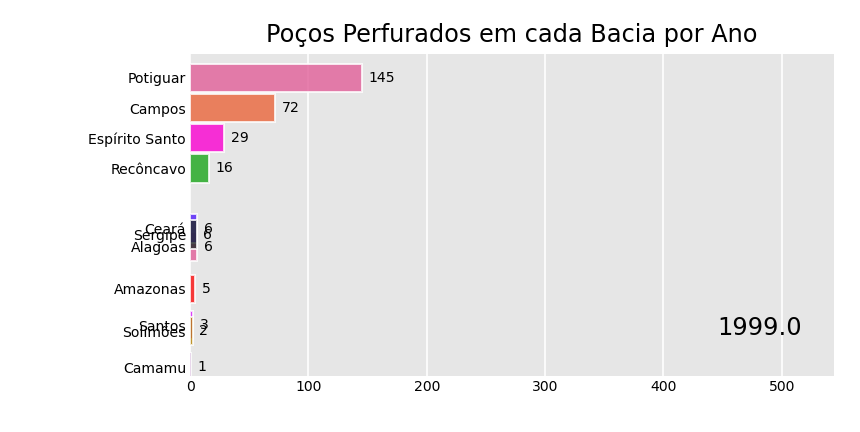 Poços Perfurados em cada Bacia por Ano
Potiguar 145
Campos 72
Espírito Santo 29
Recôncavo 16
Ceará 6
Sergipe 6
Alagoas 6
Amazonas 5
Santos 3
Solimões 2
1999.0
Camamu 1
0 100 200 300 400 500